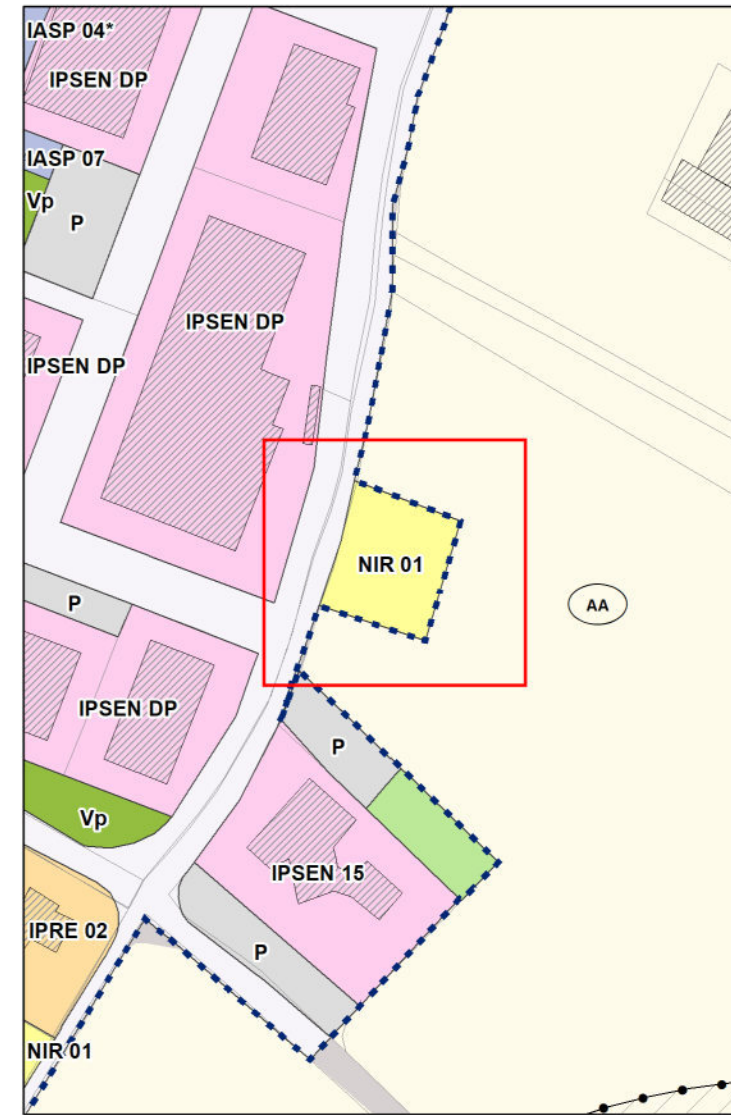 IASP 04*
IPSEN DP
IASP 07
Vp
P
IPSEN DP
IPSEN DP
NIR 01
P
AA
IPSEN DP
P
Vp
IPSEN 15
IPRE 02
P
NIR 01